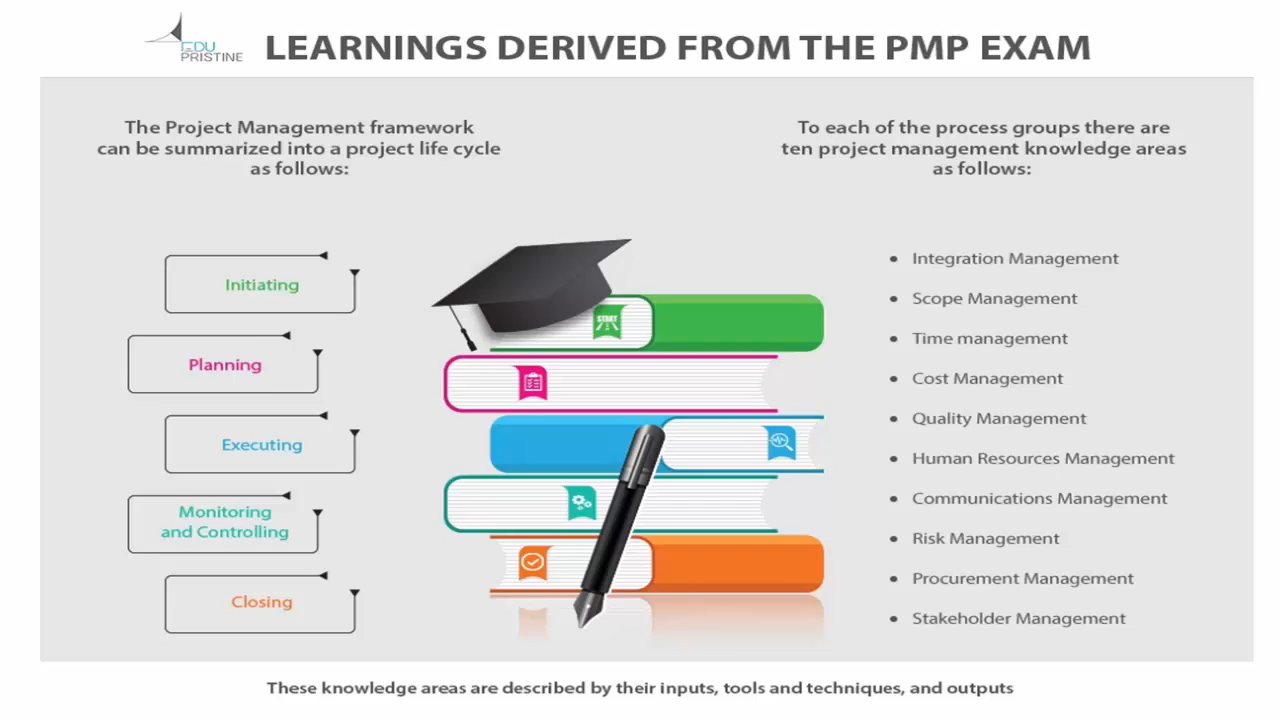 EDU
PRISTINE
LEARNINGS DERIVED FROM THE PMP EXAM
The Project Management framework
can be summarized into a project life cycle
as follows:
Initiating
Planning
Executing
Monitoring
and Controlling
Closing
START
To each of the process groups there are
ten project management knowledge areas
as follows:
• Integration Management
• Scope Management
• Time management
• Cost Management
• Quality Management
• Human Resources Management
• Communications Management
• Risk Management
• Procurement Management
• Stakeholder Management
These knowledge areas are described by their inputs, tools and techniques, and outputs